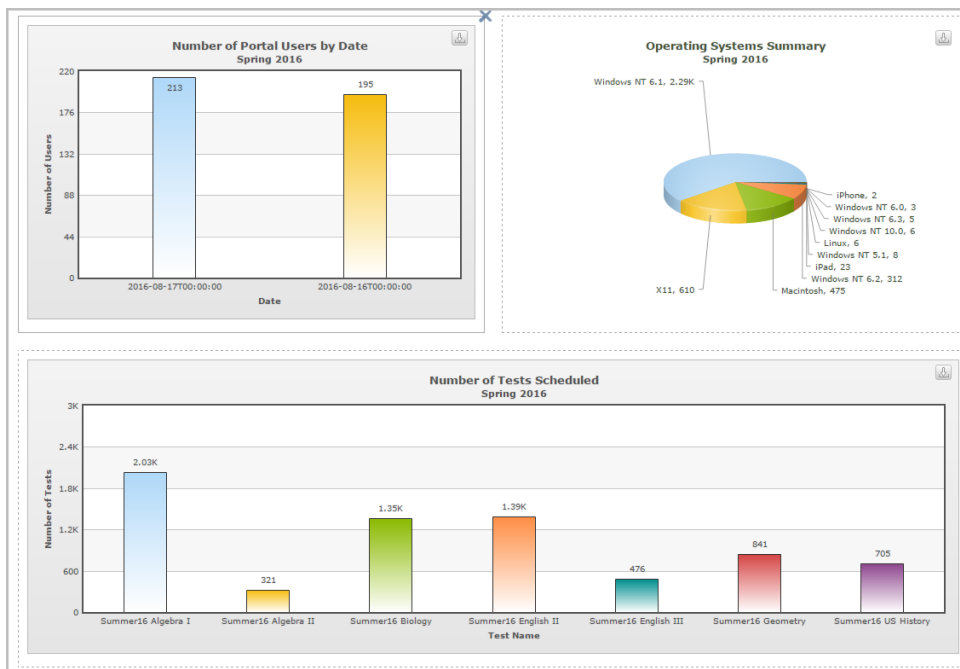 Number of Portal Users by Date
Spring 2016
Number of Users
220
176
132
88
44
0
213
195
2016-08-17T00:00:00
2016-08-16T00:00:00
Date
Operating Systems Summary
Spring 2016
Windows NT 6.1, 2.29K
iPhone, 2
Windows NT 6.0, 3
Windows NT 6.3, 5
Windows NT 10.0, 6
Linux, 6
Windows NT 5.1, 8
iPad, 23
Windows NT 6.2, 312
Macintosh, 475
X11, 610
Number of Tests Scheduled
Spring 2016
Number of Tests
3K
2.4K
1.8K
1.2K
600
0
2.03K
321
1.35K
1.39K
476
841
705
Summer16 Algebra I
Summer16 Algebra II
Summer16 Biology
Summer16 English II
Summer16 English III
Summer16 Geometry
Summer16 US History
Test Name